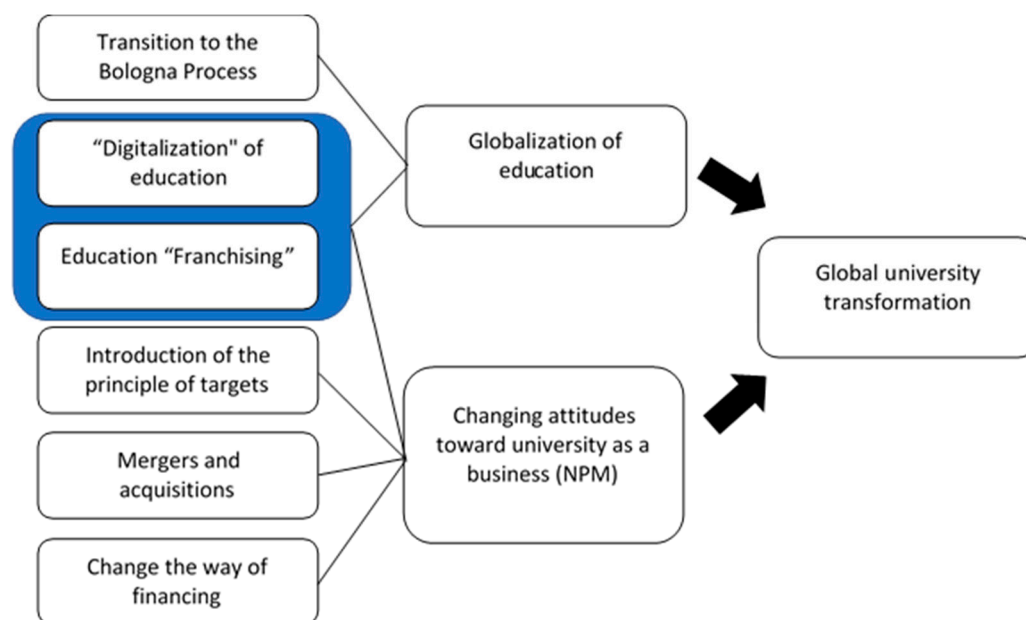 Transition to the
Bologna Process
“Digitalization" of
education
Education “Franchising”
Introduction of the
principle of targets
Mergers and
acquisitions
Change the way of
financing
Globalization of
education
Changing attitudes
toward university as a
business (NPM)
Global university
transformation